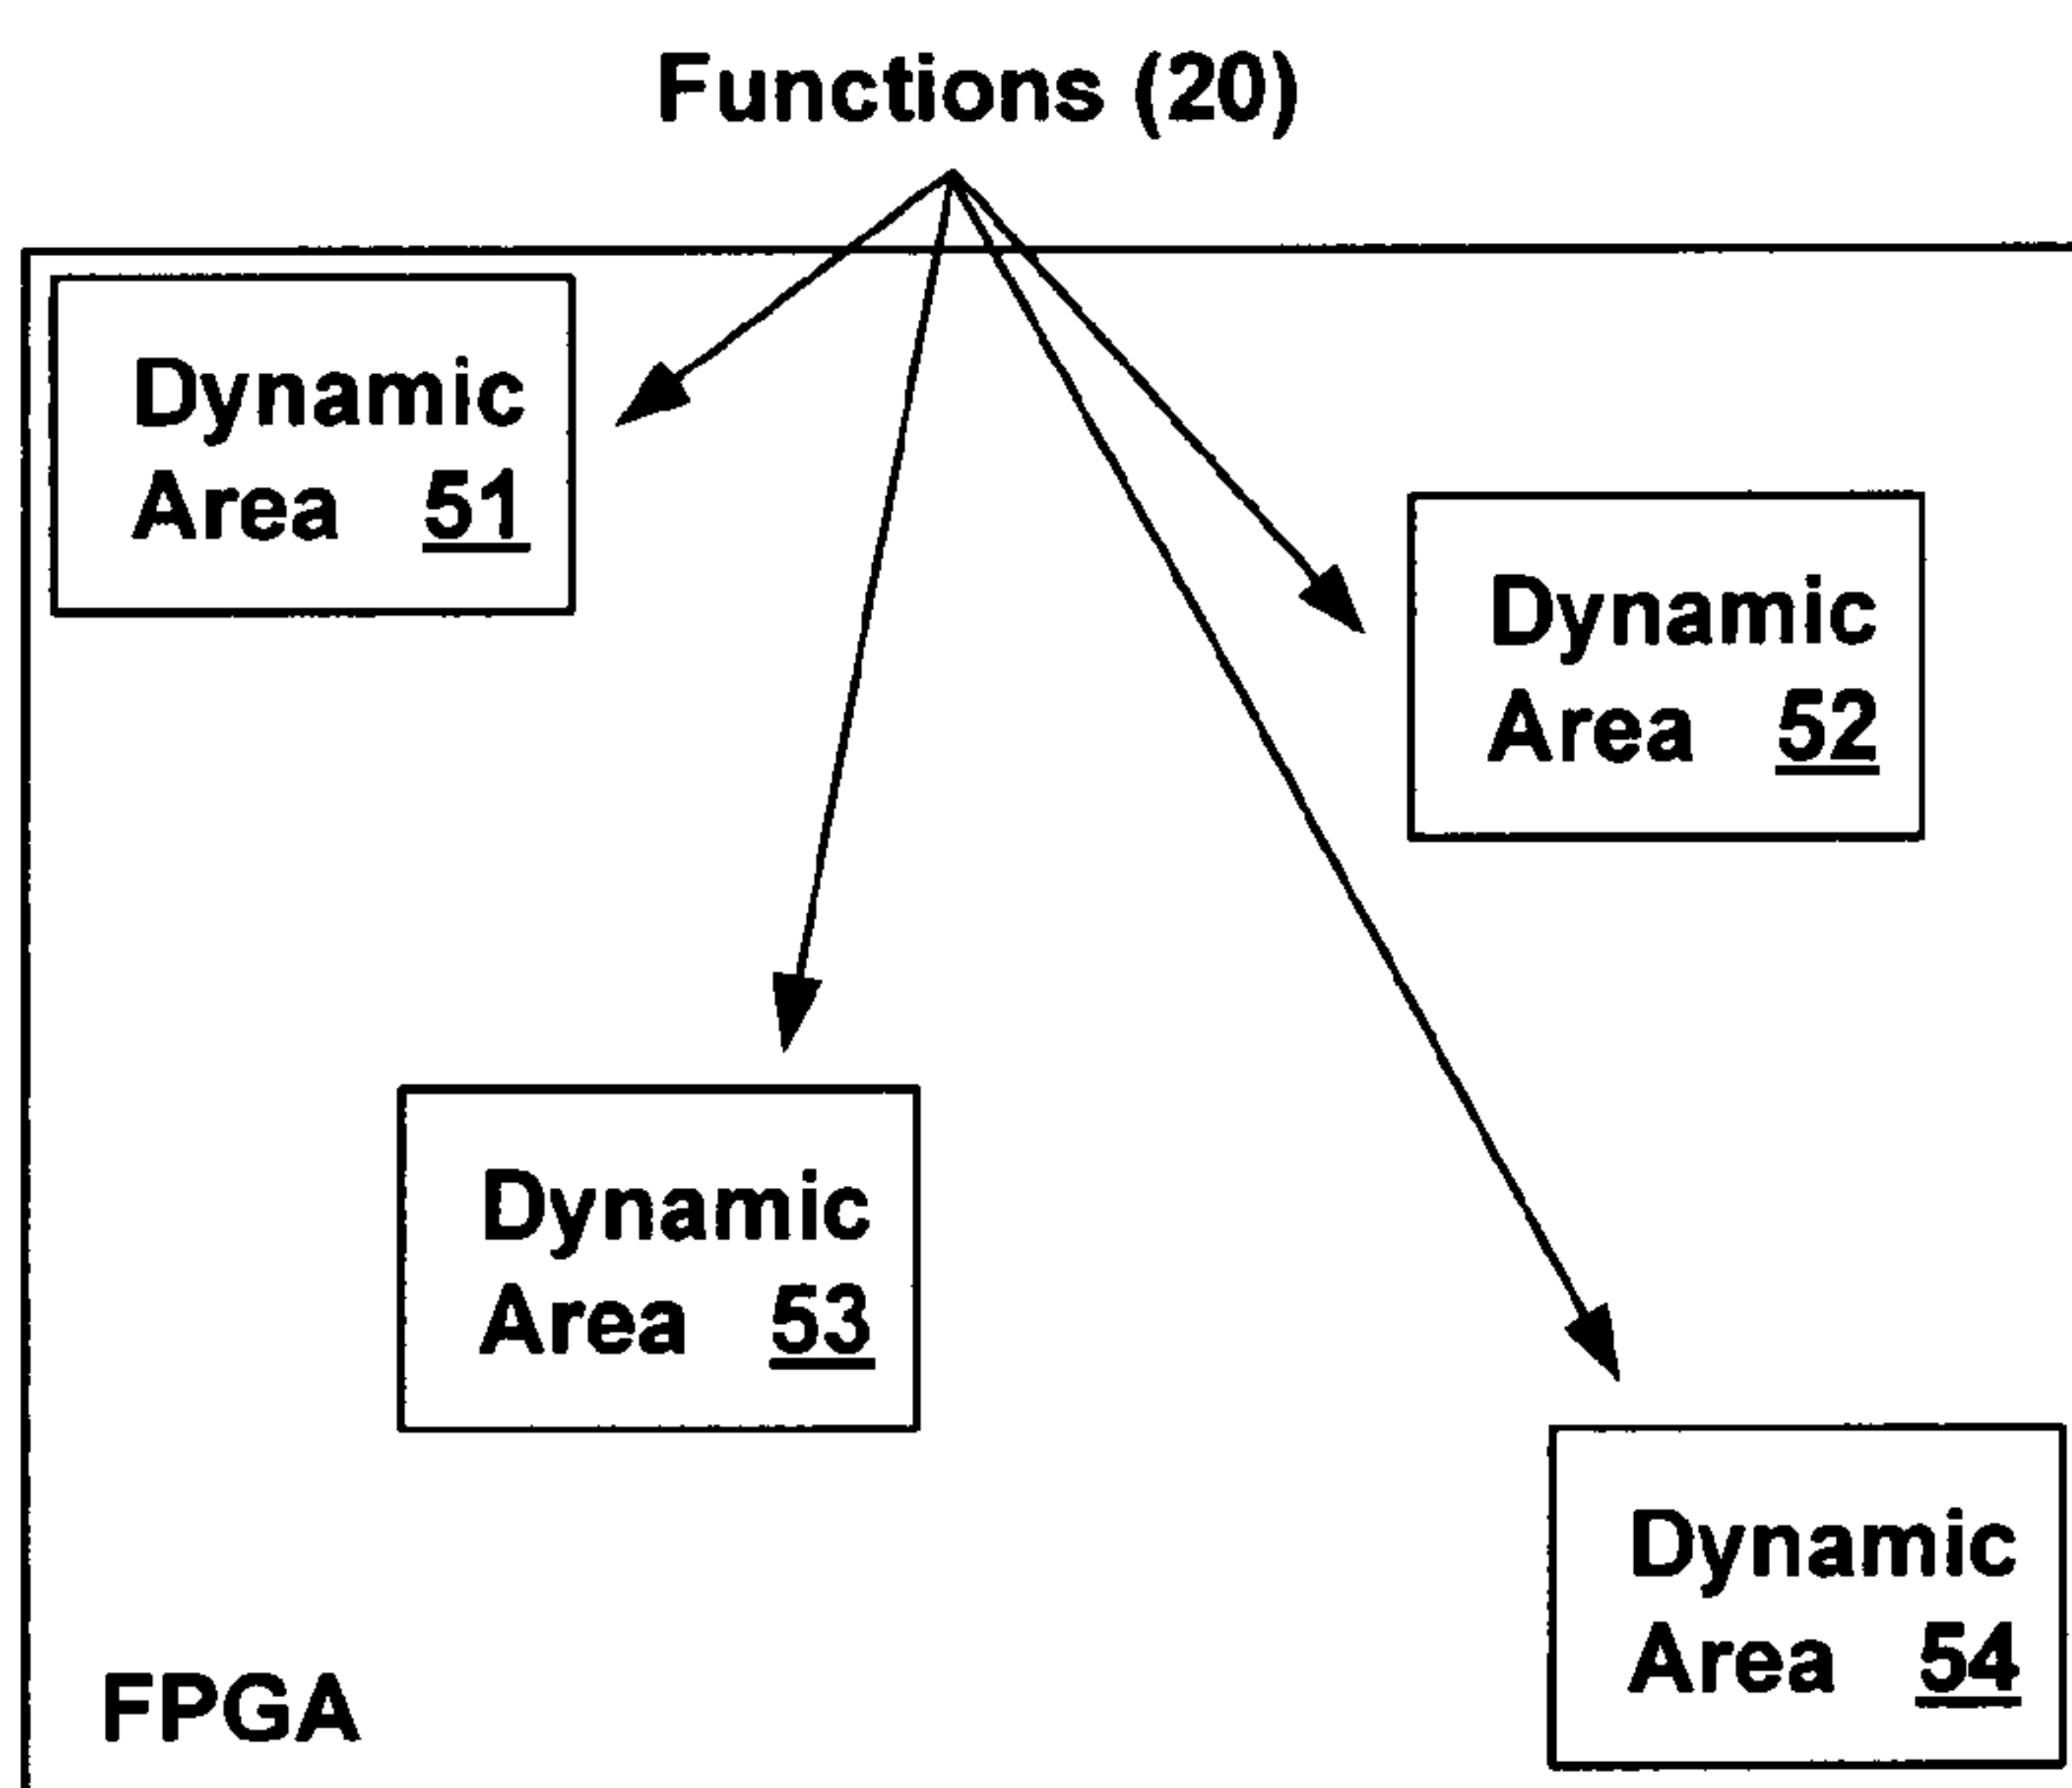 Functions (20)
Dynamic
Area 51
Dynamic
Area 52
Dynamic
Area 53
Dynamic
Area 54
FPGA